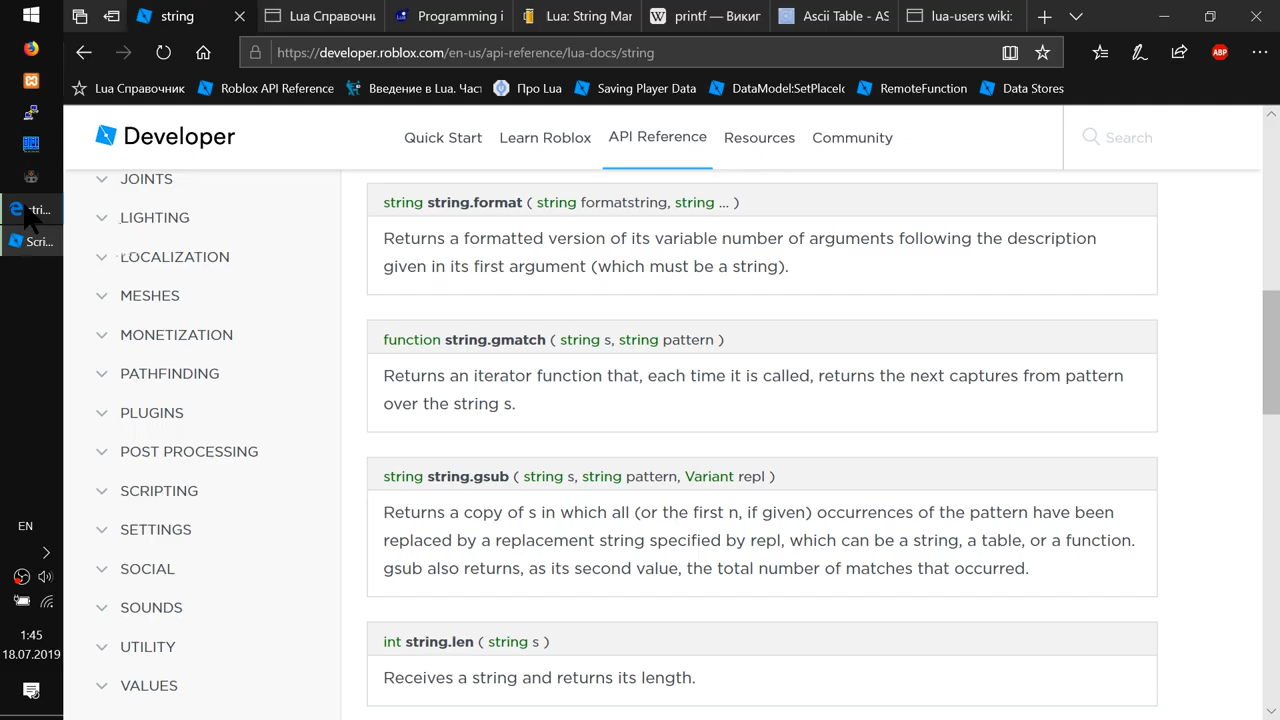 string
Lua Справочни
Programming i
Lua: String Mar
printf — Вики
Ascii Table - AS
lua-users wiki:
https://developer.roblox.com/en-us/api-reference/lua-docs/string
ABP
Lua Справочник
Roblox API Reference
Введение в Lua. Част
Про Lua
Saving Player Data
DataModel:SetPlaceId
RemoteFunction
Data Stores
Developer
Quick Start
Learn Roblox
API Reference
Resources
Community
Search
stri...
Scri...
EN
1:45
18.07.2019
JOINTS
LIGHTING
LOCALIZATION
MESHES
MONETIZATION
PATHFINDING
PLUGINS
POST PROCESSING
SCRIPTING
SETTINGS
SOCIAL
SOUNDS
UTILITY
VALUES
string string.format ( string formatstring, string ... )
Returns a formatted version of its variable number of arguments following the description
given in its first argument (which must be a string).
function string.gmatch ( string s, string pattern )
Returns an iterator function that, each time it is called, returns the next captures from pattern
over the string s.
string string.gsub ( string s, string pattern, Variant repl )
Returns a copy of s in which all (or the first n, if given) occurrences of the pattern have been
replaced by a replacement string specified by repl, which can be a string, a table, or a function.
gsub also returns, as its second value, the total number of matches that occurred.
int string.len ( string s )
Receives a string and returns its length.